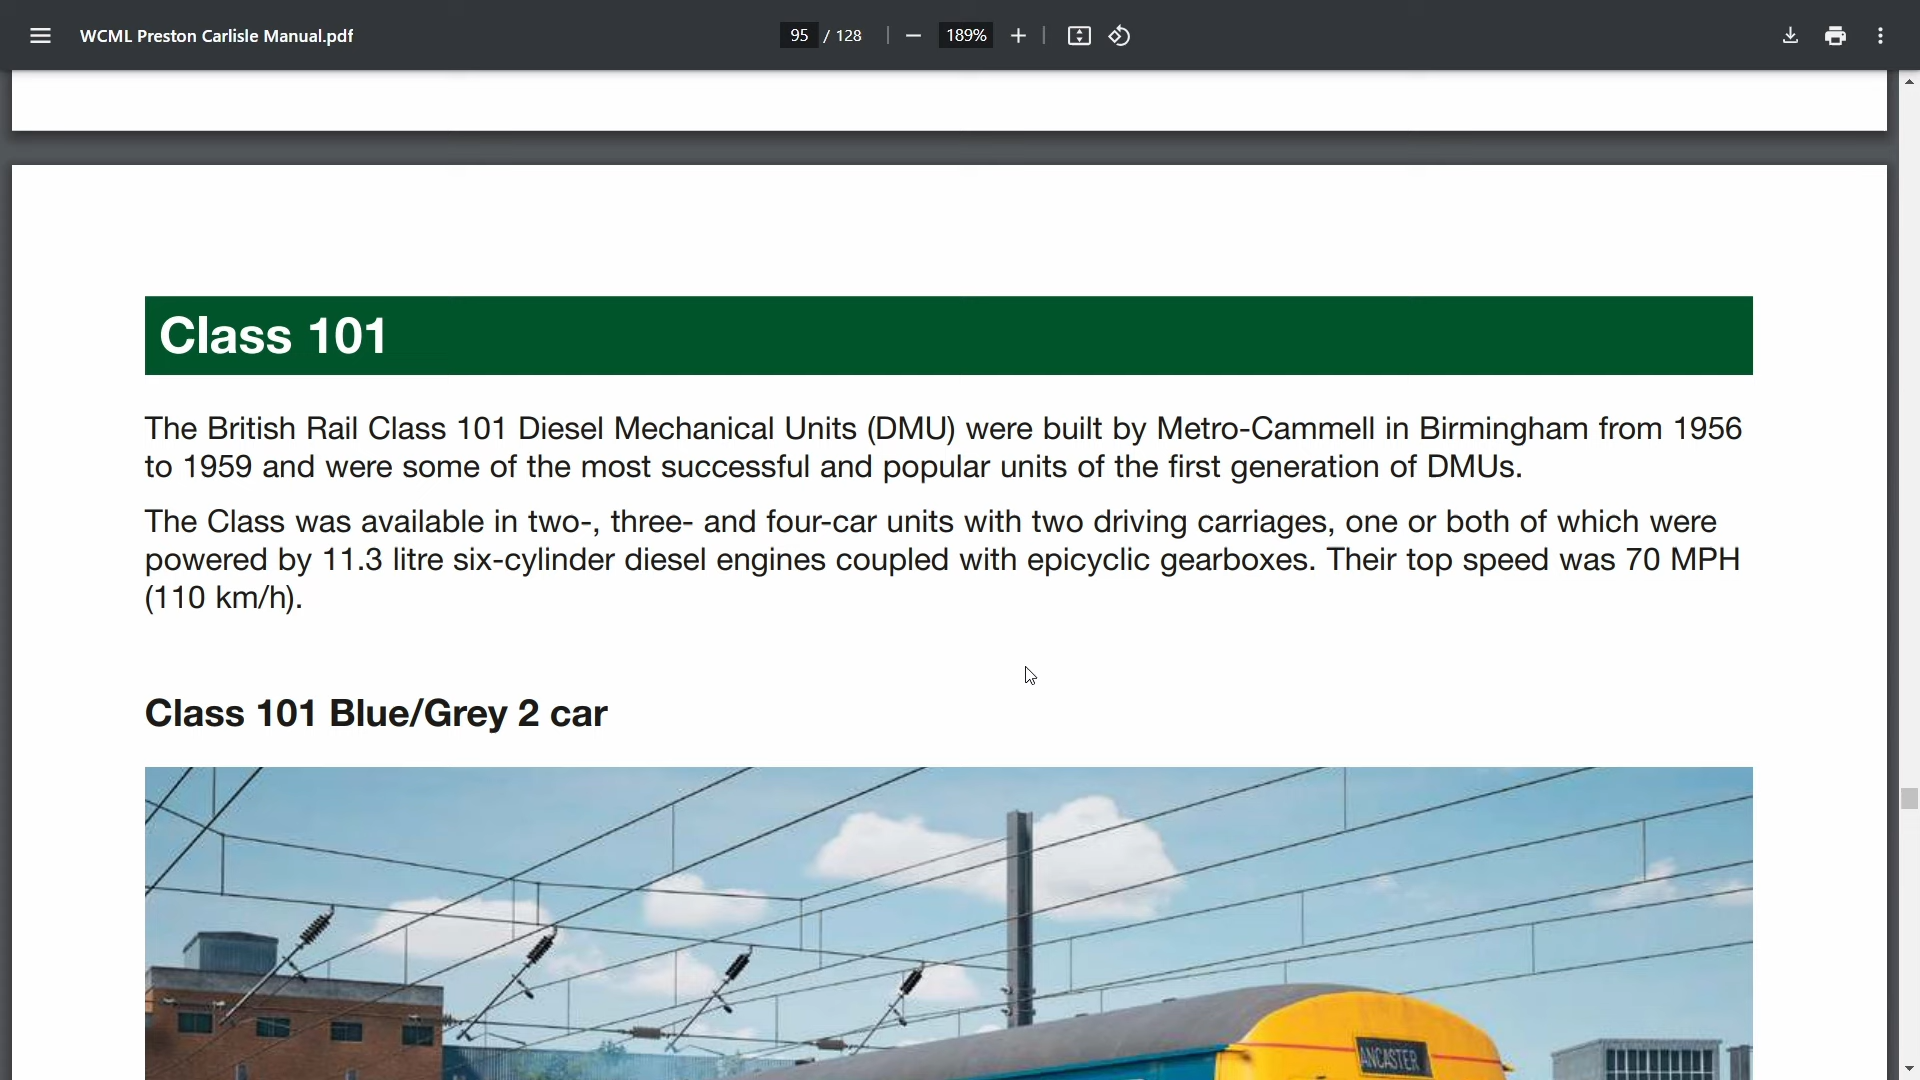 WCML Preston Carlisle Manual.pdf
95 / 128
189%
Class 101
The British Rail Class 101 Diesel Mechanical Units (DMU) were built by Metro-Cammell in Birmingham from 1956
to 1959 and were some of the most successful and popular units of the first generation of DMUs.
The Class was available in two-, three- and four-car units with two driving carriages, one or both of which were
powered by 11.3 litre six-cylinder diesel engines coupled with epicyclic gearboxes. Their top speed was 70 MPH
(110 km/h).
Class 101 Blue/Grey 2 car
ANCASTER